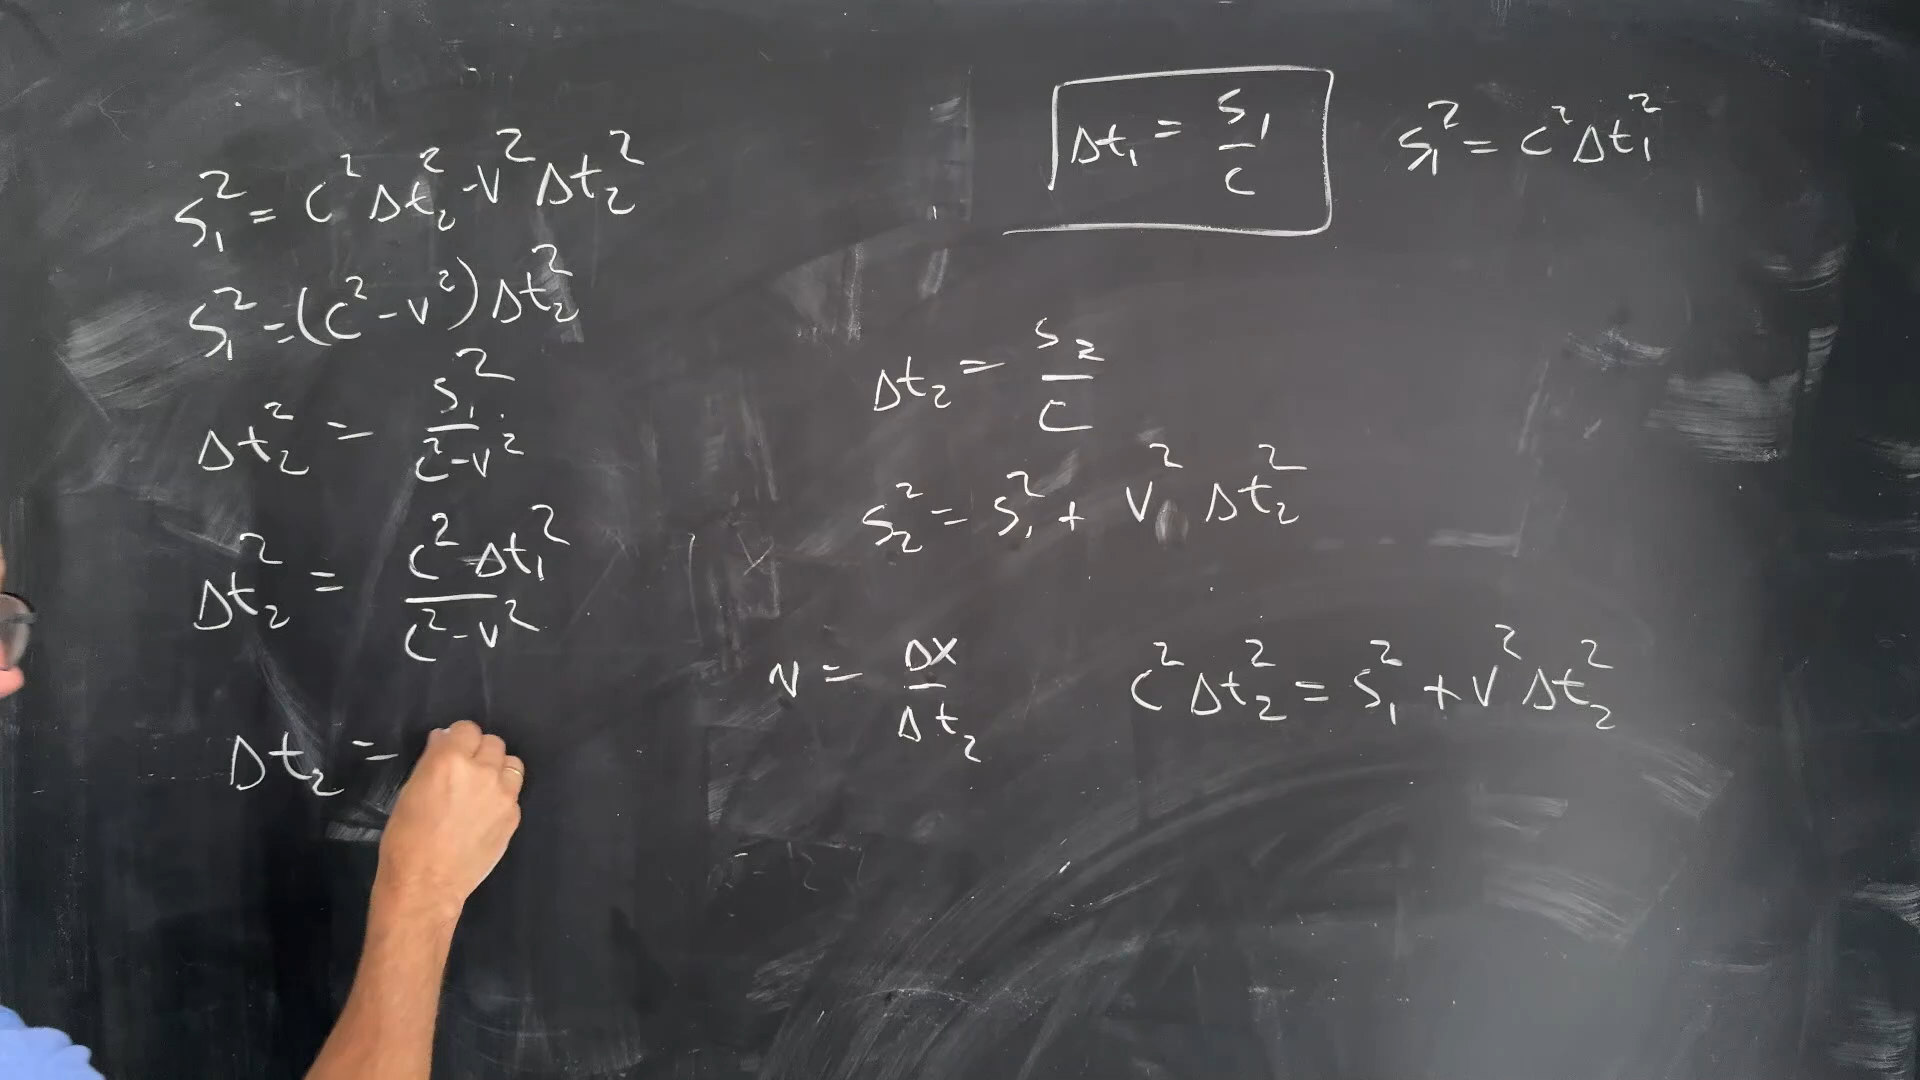 S₁² = C² Δt₂² - V² Δt₂²
S₁² = (C² - V²) Δt₂²
Δt₂² = S₁² / (C² - V²)
Δt₂² = C² Δt₁² / (C² - V²)
Δt₂ =
Δt₁ = S₁ / C
S₁² = C² Δt₁²
Δt₂ = S₂ / C
S₂² = S₁² + V² Δt₂²
V = ΔX / Δt₂
C² Δt₂² = S₁² + V² Δt₂²